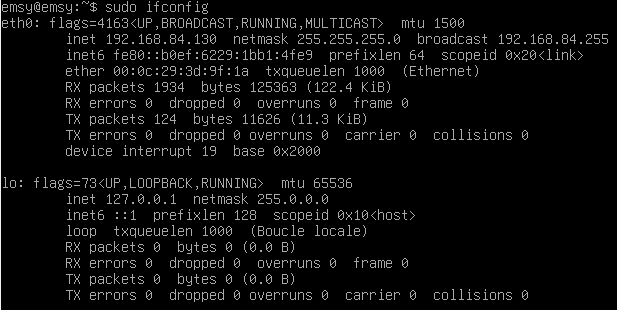 emsy@emsy:~$ sudo ifconfig
eth0: flags=4163<UP,BROADCAST,RUNNING,MULTICAST>  mtu 1500
        inet 192.168.84.130  netmask 255.255.255.0  broadcast 192.168.84.255
        inet6 fe80::b0ef:6229:1bb1:4fe9  prefixlen 64  scopeid 0x20<link>
        ether 00:0c:29:3d:9f:1a  txqueuelen 1000  (Ethernet)
        RX packets 1934  bytes 125363 (122.4 KiB)
        RX errors 0  dropped 0  overruns 0  frame 0
        TX packets 124  bytes 11626 (11.3 KiB)
        TX errors 0  dropped 0 overruns 0  carrier 0  collisions 0
        device interrupt 19  base 0x2000
lo: flags=73<UP,LOOPBACK,RUNNING>  mtu 65536
        inet 127.0.0.1  netmask 255.0.0.0
        inet6 ::1  prefixlen 128  scopeid 0x10<host>
        loop  txqueuelen 1000  (Boucle locale)
        RX packets 0  bytes 0 (0.0 B)
        RX errors 0  dropped 0  overruns 0  frame 0
        TX packets 0  bytes 0 (0.0 B)
        TX errors 0  dropped 0 overruns 0  carrier 0  collisions 0